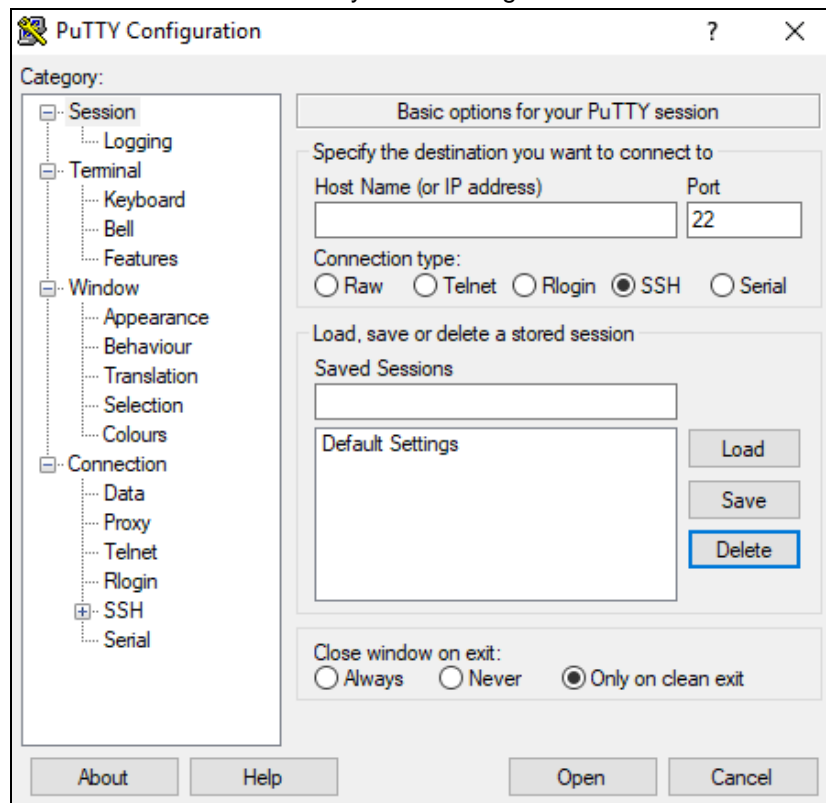 PuTTY Configuration
?
Category:
Session
Logging
Terminal
Keyboard
Bell
Features
Window
Appearance
Behaviour
Translation
Selection
Colours
Connection
Data
Proxy
Telnet
Rlogin
SSH
Serial
Basic options for your PuTTY session
Specify the destination you want to connect to
Host Name (or IP address) Port
22
Connection type:
Raw Telnet Rlogin SSH Serial
Load, save or delete a stored session
Saved Sessions
Default Settings
Load
Save
Delete
Close window on exit:
Always Never Only on clean exit
About Help Open Cancel